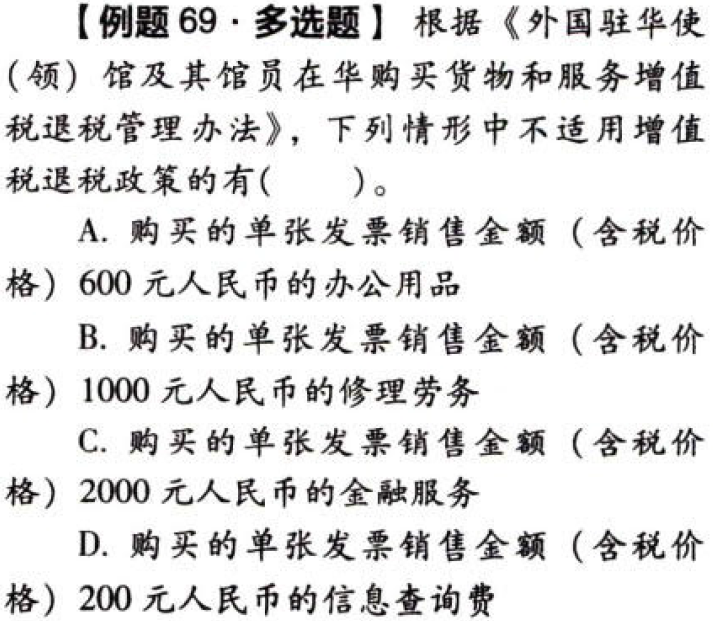 【例题 69·多选题】 根据《外国驻华使
(领) 馆及其馆员在华购买货物和服务增值
税退税管理办法》, 下列情形中不适用增值
税退税政策的有(　　)。
A. 购买的单张发票销售金额 (含税价
格) 600 元人民币的办公用品
B. 购买的单张发票销售金额 (含税价
格) 1000 元人民币的修理劳务
C. 购买的单张发票销售金额 (含税价
格) 2000 元人民币的金融服务
D. 购买的单张发票销售金额 (含税价
格) 200 元人民币的信息查询费